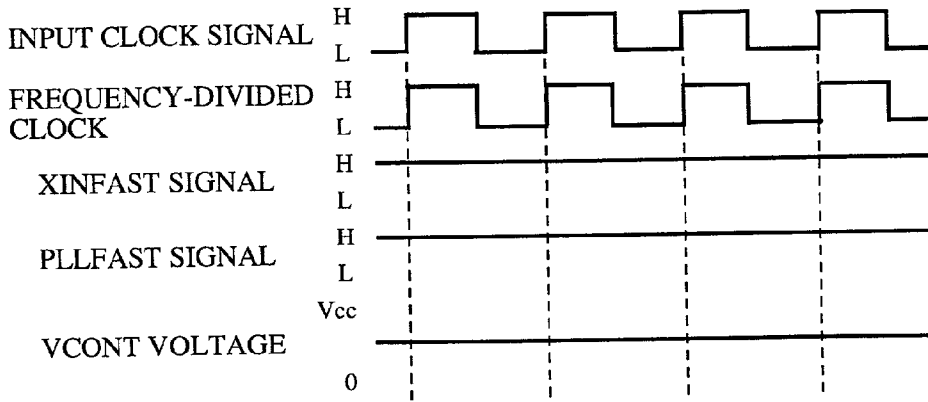 INPUT CLOCK SIGNAL
H
L
FREQUENCY-DIVIDED
CLOCK
H
L
XINFAST SIGNAL
H
L
PLLFAST SIGNAL
H
L
VCONT VOLTAGE
Vcc
0